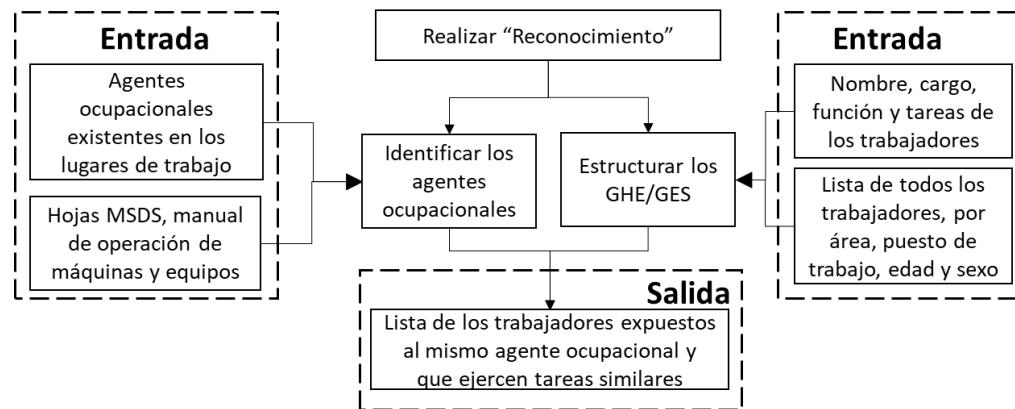 Entrada
Agentes
ocupacionales
existentes en los
lugares de trabajo
Hojas MSDS, manual
de operación de
máquinas y equipos
Realizar “Reconocimiento”
Identificar los
agentes
ocupacionales
Estructurar los
GHE/GES
Entrada
Nombre, cargo,
función y tareas de
los trabajadores
Lista de todos los
trabajadores, por
área, puesto de
trabajo, edad y sexo
Salida
Lista de los trabajadores expuestos
al mismo agente ocupacional y
que ejercen tareas similares